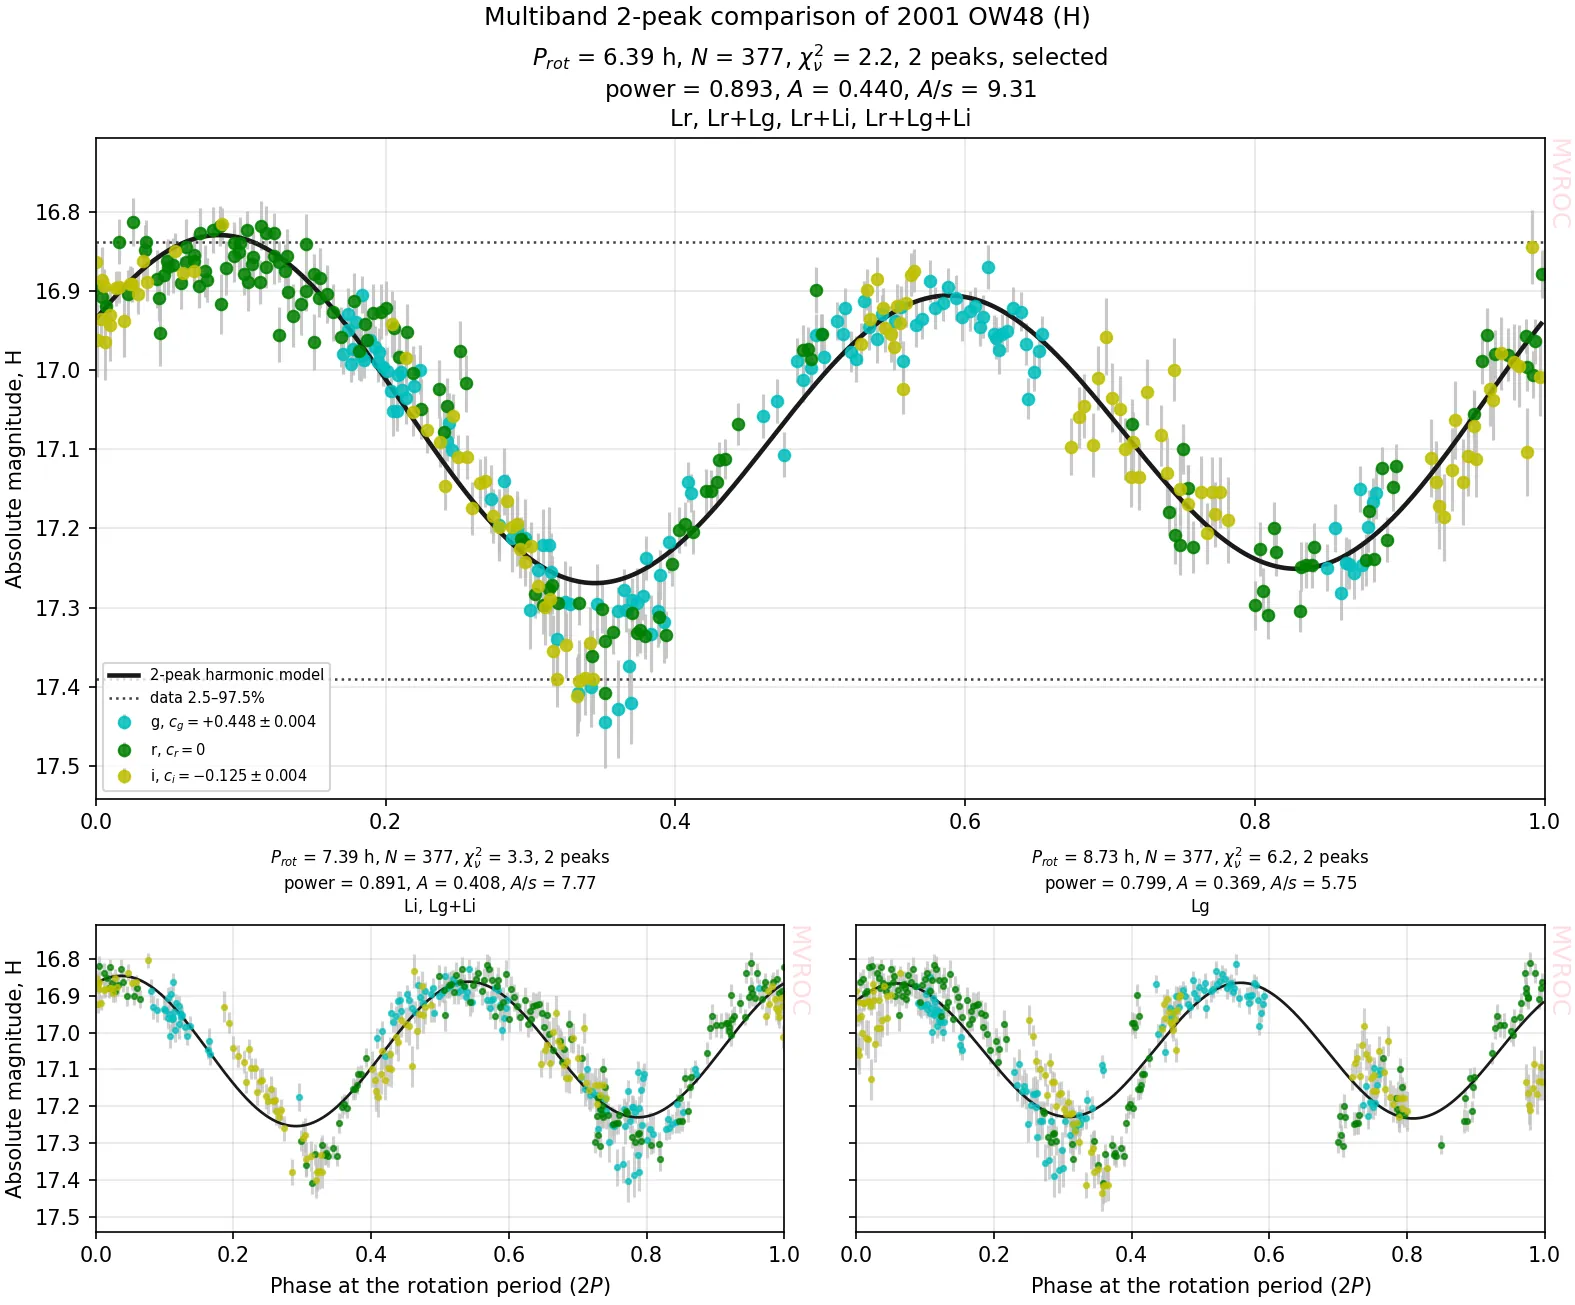 Multiband 2-peak comparison of 2001 OW48 (H)
P_rot = 6.39 h, N = 377, χ²_ν = 2.2, 2 peaks, selected
power = 0.893, A = 0.440, A/s = 9.31
Lr, Lr+Lg, Lr+Li, Lr+Lg+Li
MVROC
Absolute magnitude, H
16.8
16.9
17.0
17.1
17.2
17.3
17.4
17.5
2-peak harmonic model
data 2.5–97.5%
g, c_g = +0.448 ± 0.004
r, c_r = 0
i, c_i = −0.125 ± 0.004
0.0 0.2 0.4 0.6 0.8 1.0
P_rot = 7.39 h, N = 377, χ²_ν = 3.3, 2 peaks
power = 0.891, A = 0.408, A/s = 7.77
Li, Lg+Li
MVROC
Absolute magnitude, H
16.8
16.9
17.0
17.1
17.2
17.3
17.4
17.5
0.0 0.2 0.4 0.6 0.8 1.0
Phase at the rotation period (2P)
P_rot = 8.73 h, N = 377, χ²_ν = 6.2, 2 peaks
power = 0.799, A = 0.369, A/s = 5.75
Lg
MVROC
0.0 0.2 0.4 0.6 0.8 1.0
Phase at the rotation period (2P)